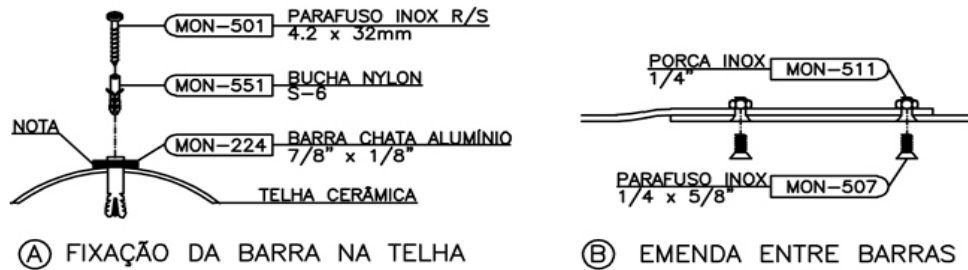 MON-501
PARAFUSO INOX R/S
4.2 x 32mm
MON-551
BUCHA NYLON
S-6
NOTA
MON-224
BARRA CHATA ALUMÍNIO
7/8" x 1/8"
TELHA CERÂMICA
A FIXAÇÃO DA BARRA NA TELHA
PORCA INOX
1/4"
MON-511
PARAFUSO INOX
1/4 x 5/8"
MON-507
B EMENDA ENTRE BARRAS